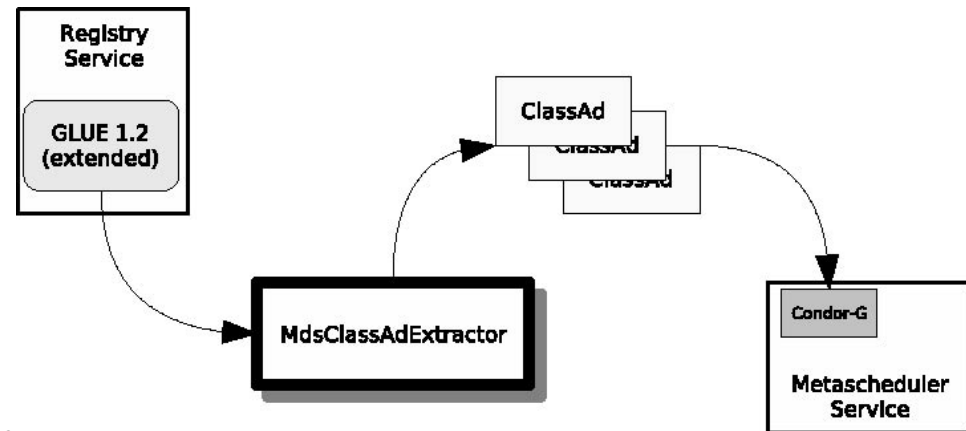 Registry
Service
GLUE 1.2
(extended)
ClassAd
ClassAd
ClassAd
MdsClassAdExtractor
Condor-G
Metascheduler
Service